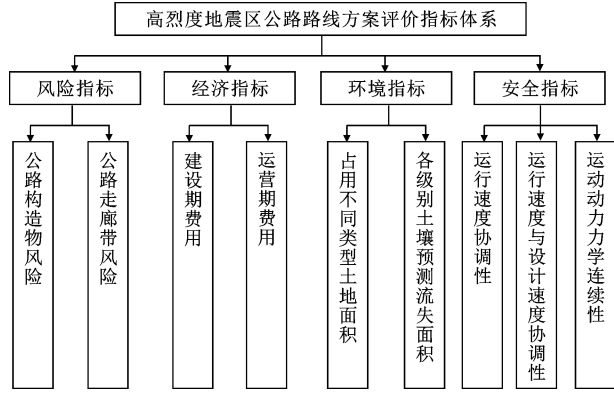 高烈度地震区公路路线方案评价指标体系
风险指标
经济指标
环境指标
安全指标
公路构造物风险
公路走廊带风险
建设期费用
运营期费用
占用不同类型土地面积
各级别土壤预测流失面积
运行速度协调性
运行速度与设计速度协调性
运动动力力学连续性